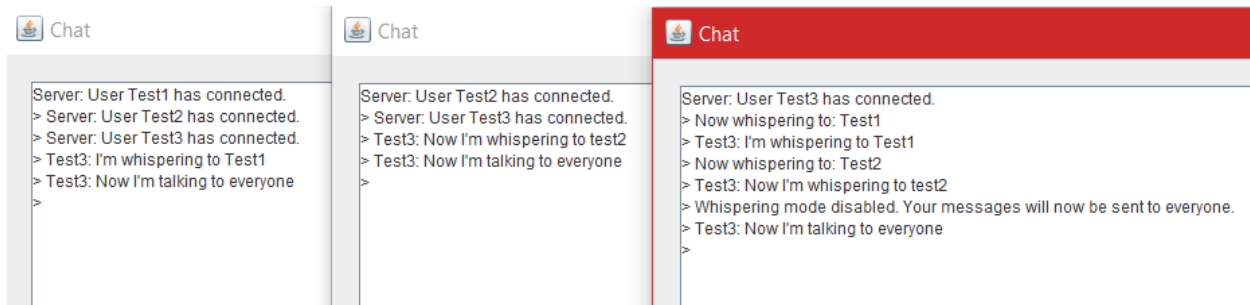 Chat
Server: User Test1 has connected.
> Server: User Test2 has connected.
> Server: User Test3 has connected.
> Test3: I'm whispering to Test1
> Test3: Now I'm talking to everyone
>
Chat
Server: User Test2 has connected.
> Server: User Test3 has connected.
> Test3: Now I'm whispering to test2
> Test3: Now I'm talking to everyone
>
Chat
Server: User Test3 has connected.
> Now whispering to: Test1
> Test3: I'm whispering to Test1
> Now whispering to: Test2
> Test3: Now I'm whispering to test2
> Whispering mode disabled. Your messages will now be sent to everyone.
> Test3: Now I'm talking to everyone
>